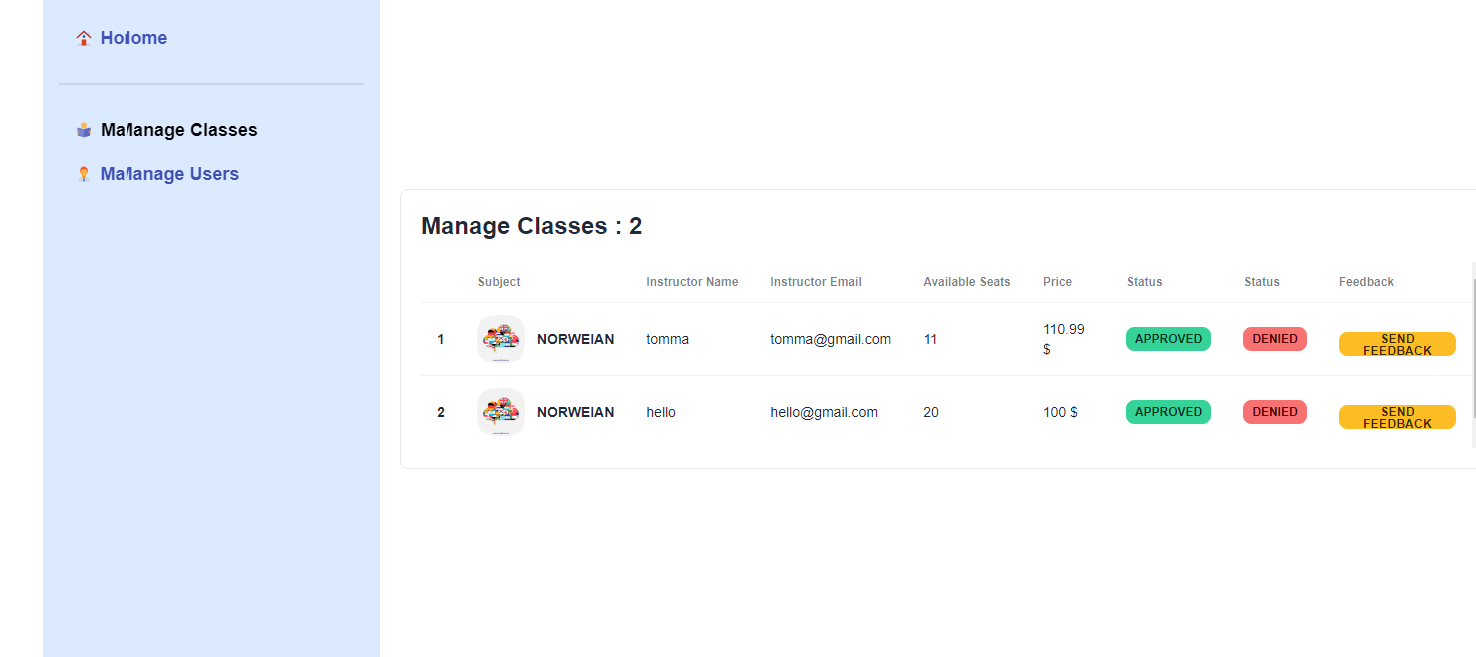 HoIome
MaIanage Classes
MaIanage Users
Manage Classes : 2
Subject Instructor Name Instructor Email Available Seats Price Status Status Feedback
1 NORWEIAN tomma tomma@gmail.com 11 110.99 $ APPROVED DENIED SEND FEEDBACK
2 NORWEIAN hello hello@gmail.com 20 100 $ APPROVED DENIED SEND FEEDBACK